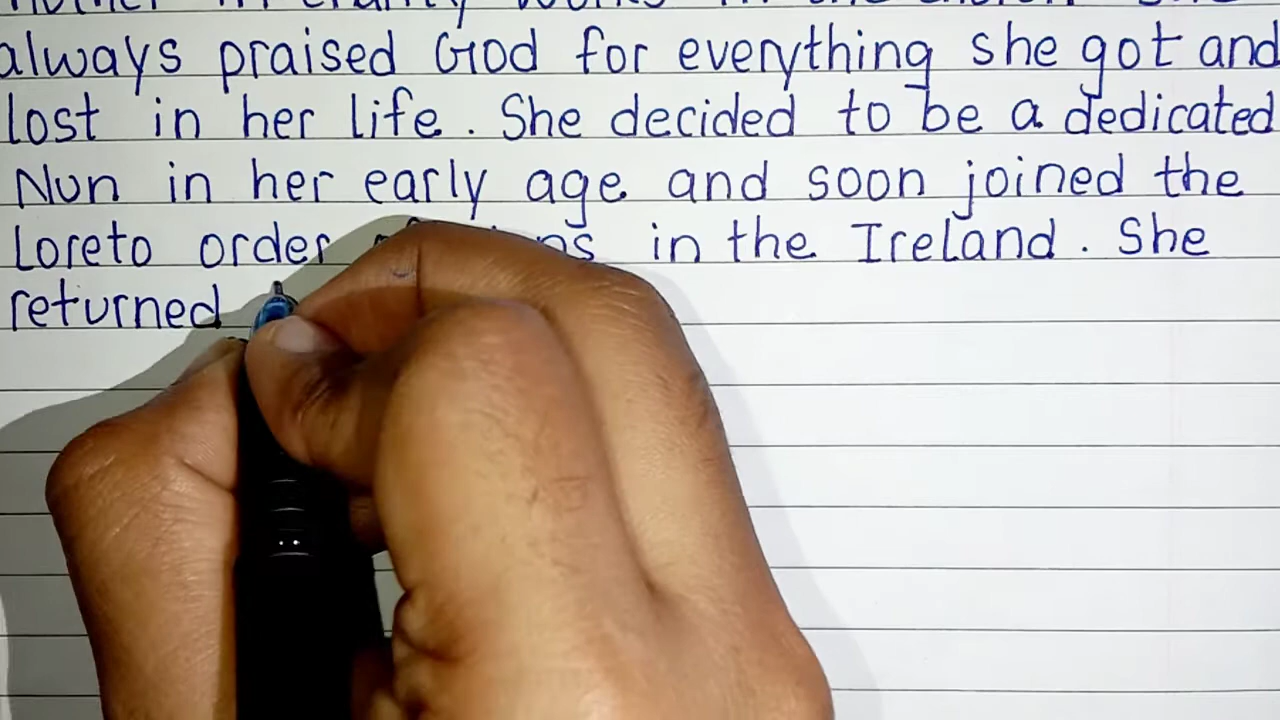 always praised God for everything she got and
lost in her life. She decided to be a dedicated
Nun in her early age and soon joined the
Loreto order in the Ireland. She
returned